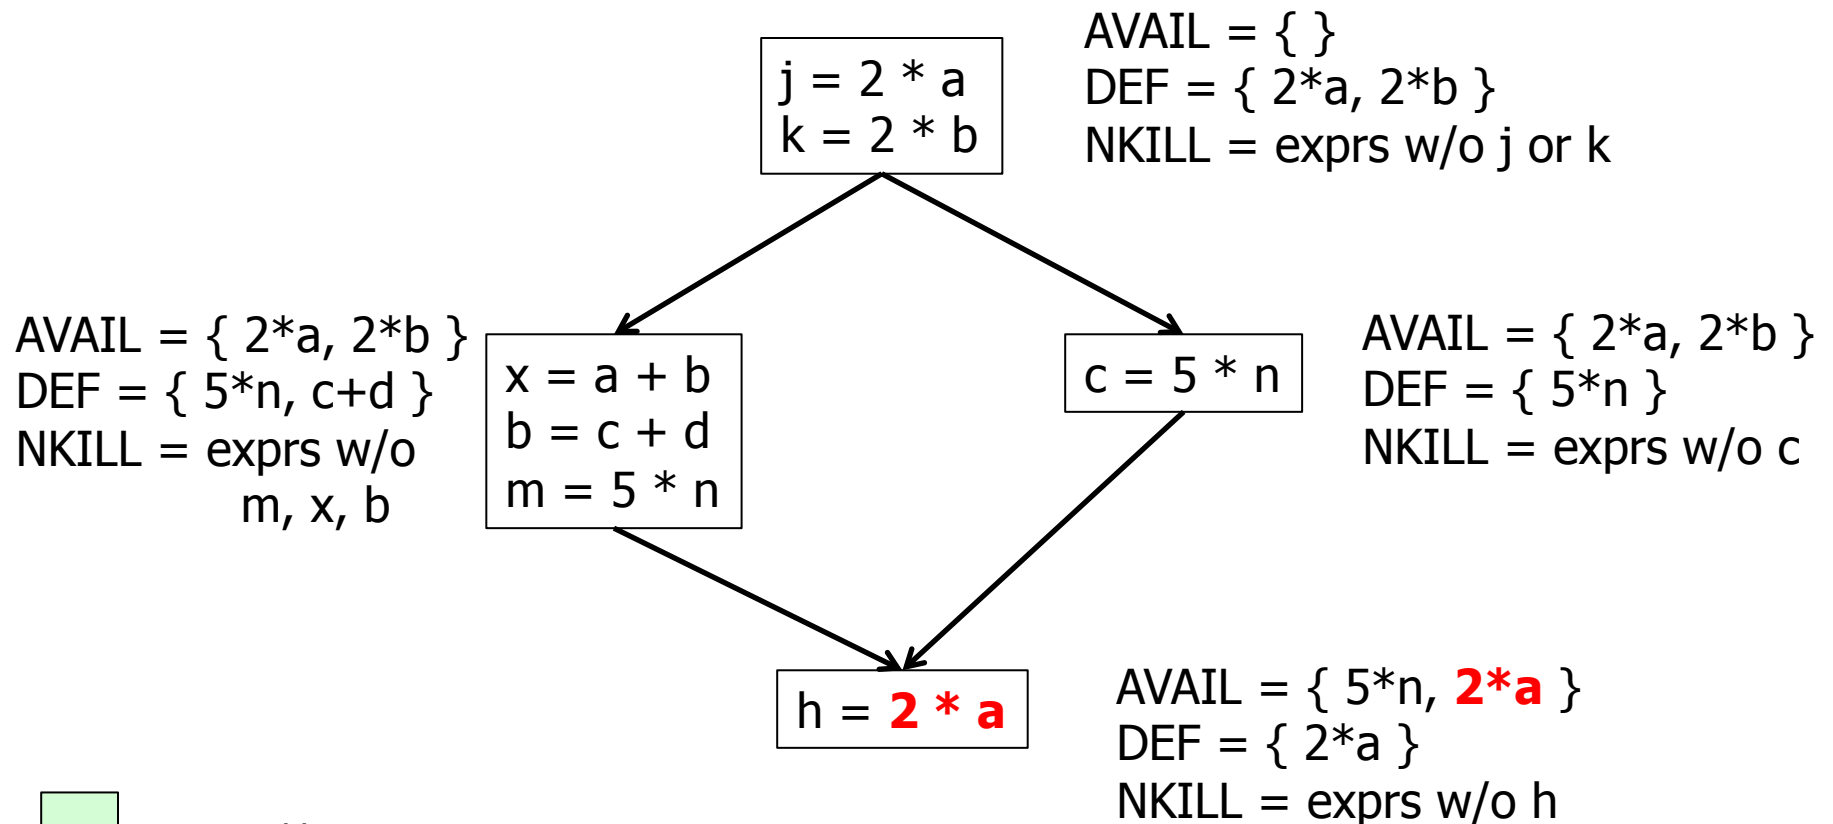 j = 2 * a
k = 2 * b
AVAIL = { }
DEF = { 2*a, 2*b }
NKILL = exprs w/o j or k
AVAIL = { 2*a, 2*b }
DEF = { 5*n, c+d }
NKILL = exprs w/o
m, x, b
x = a + b
b = c + d
m = 5 * n
c = 5 * n
AVAIL = { 2*a, 2*b }
DEF = { 5*n }
NKILL = exprs w/o c
h = 2 * a
AVAIL = { 5*n, 2*a }
DEF = { 2*a }
NKILL = exprs w/o h